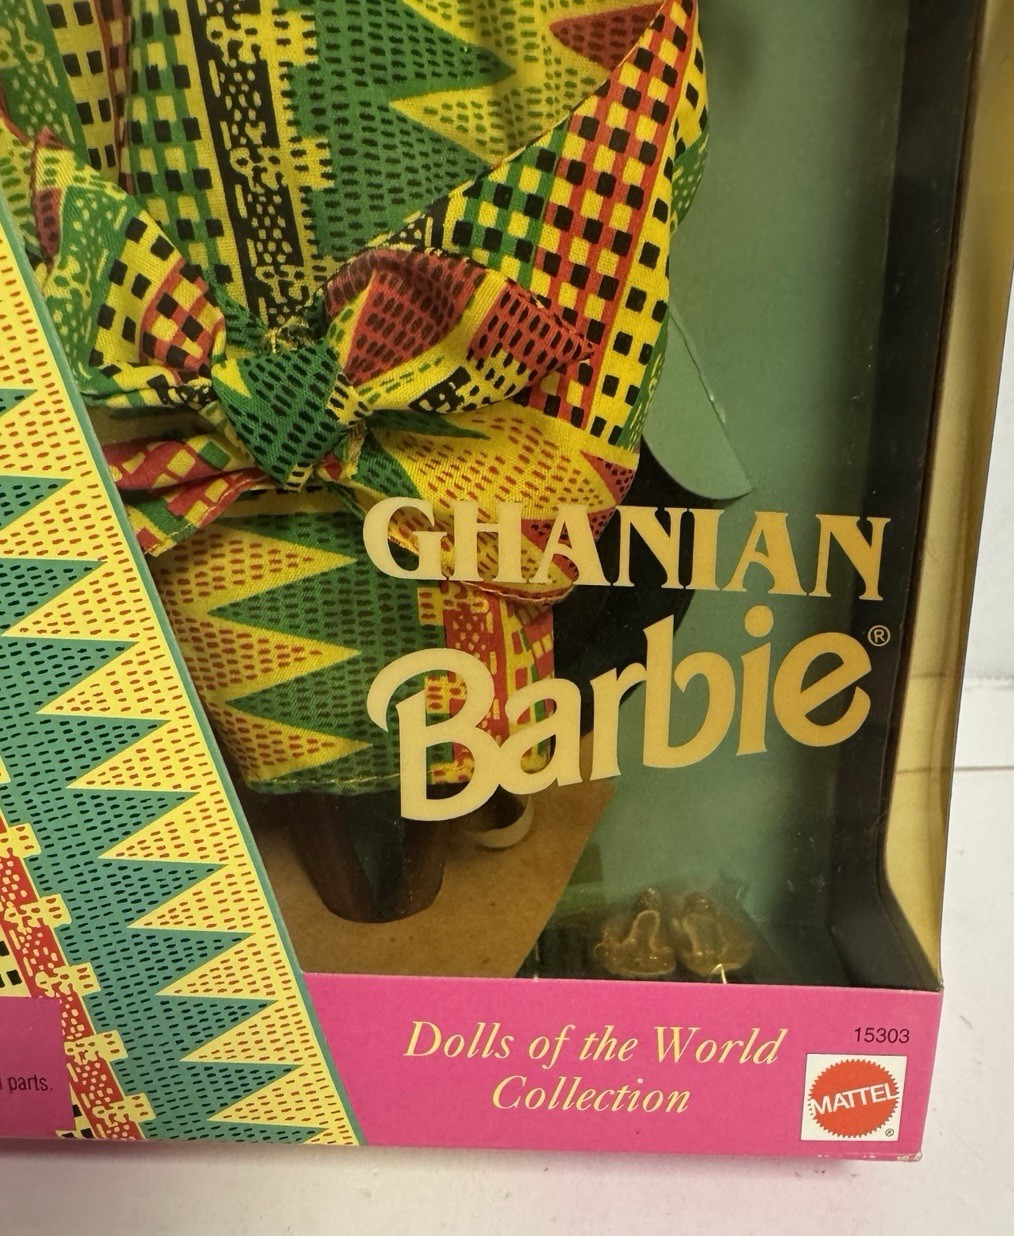 GHANIAN
Barbie®
parts.
Dolls of the World
Collection
15303
MATTEL
®